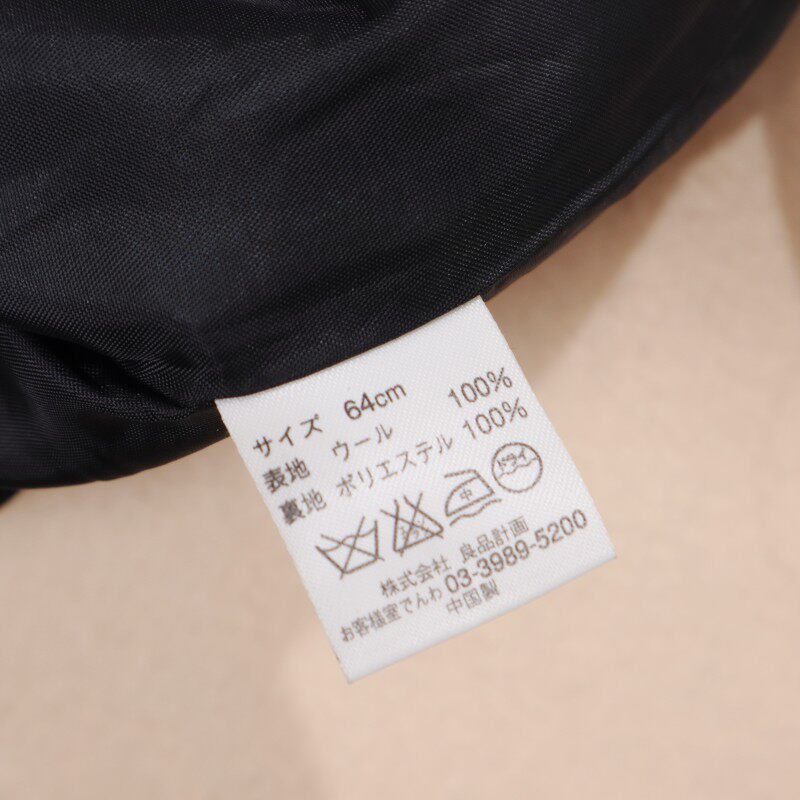 サイズ 64cm
表地 ウール 100%
裏地 ポリエステル 100%
中 ドライ
株式会社 良品計画
お客様室でんわ 03-3989-5200
中国製